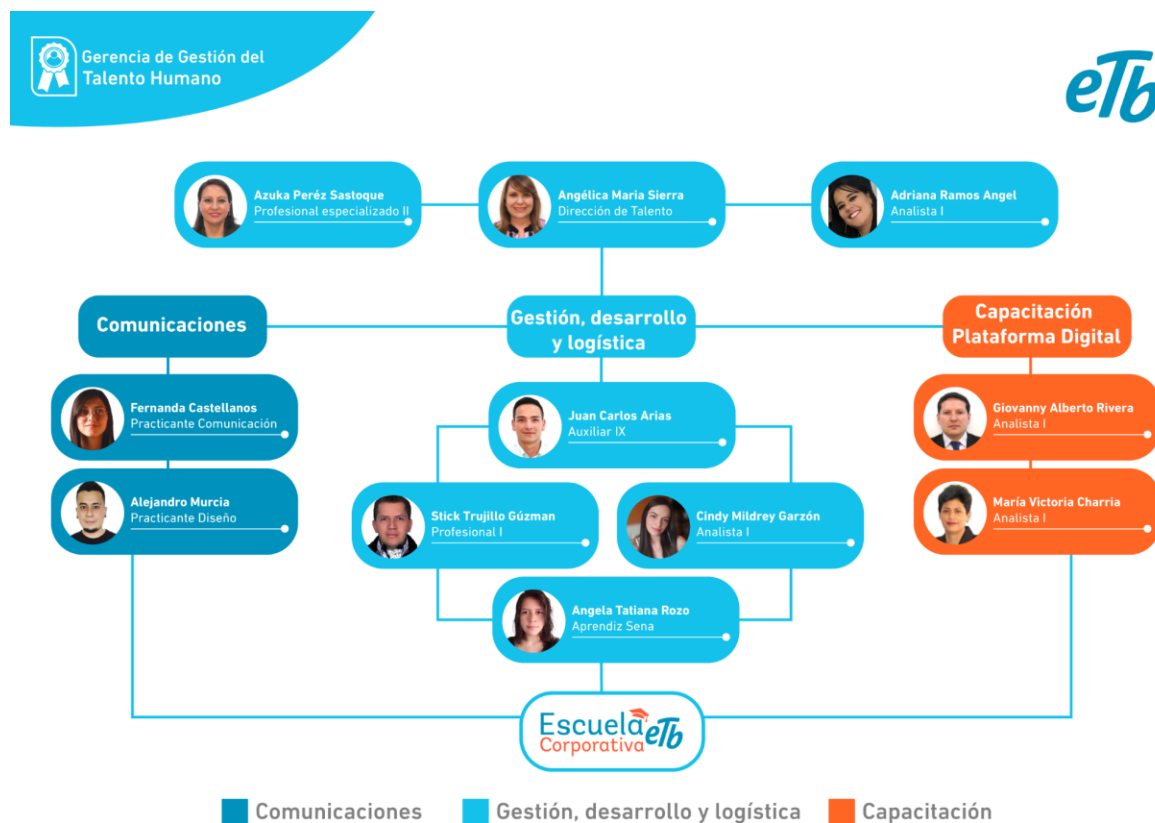 Gerencia de Gestión del
Talento Humano
eTb
Azuka Peréz Sastoque
Profesional especializado II
Angélica Maria Sierra
Dirección de Talento
Adriana Ramos Angel
Analista I
Comunicaciones
Gestión, desarrollo
y logística
Capacitación
Plataforma Digital
Fernanda Castellanos
Practicante Comunicación
Juan Carlos Arias
Auxiliar IX
Giovanny Alberto Rivera
Analista I
Alejandro Murcia
Practicante Diseño
Stick Trujillo Gúzman
Profesional I
Cindy Mildrey Garzón
Analista I
María Victoria Charria
Analista I
Angela Tatiana Rozo
Aprendiz Sena
Escuela
Corporativa eTb
Comunicaciones
Gestión, desarrollo y logística
Capacitación